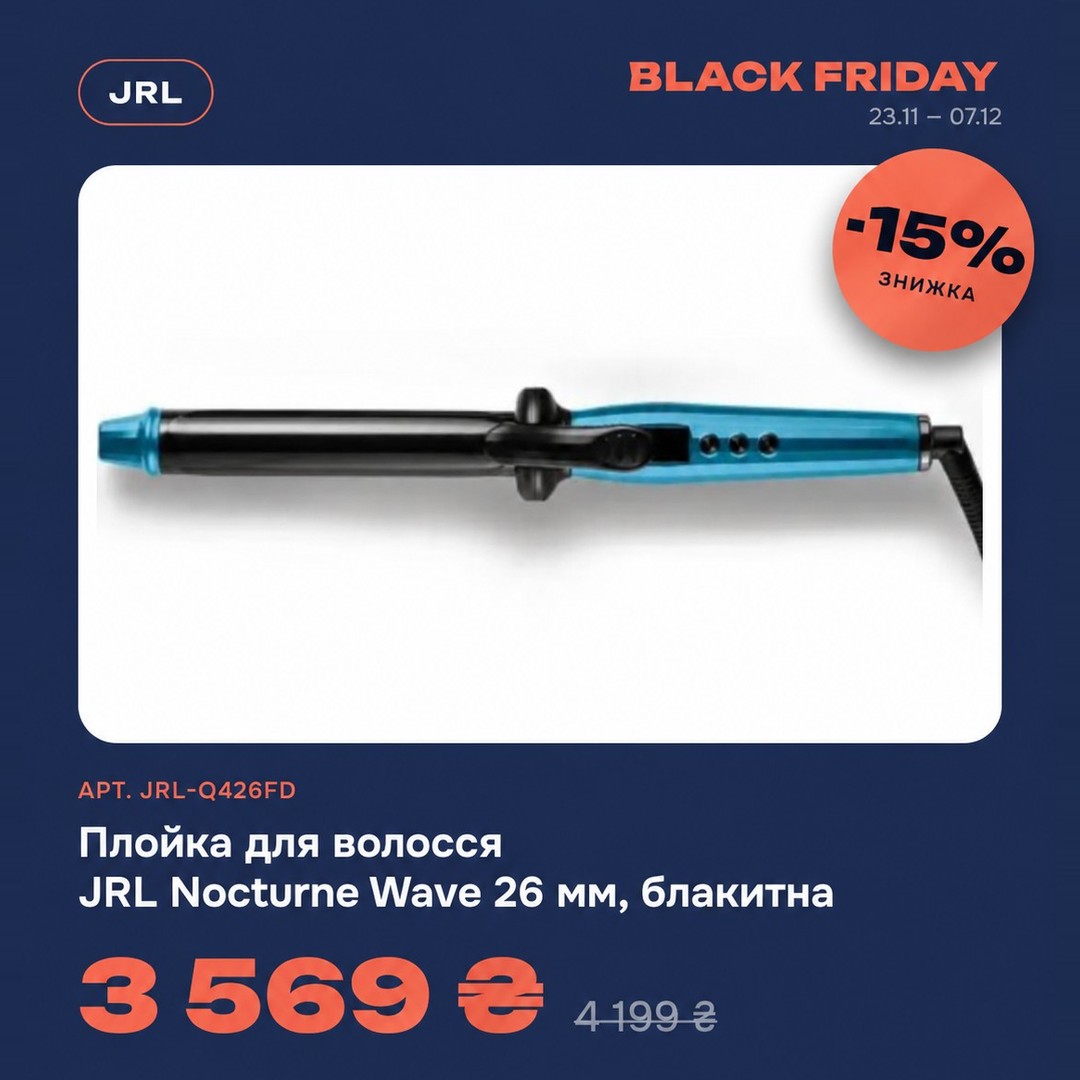 JRL
BLACK FRIDAY
23.11 – 07.12
-15%
ЗНИЖКА
АРТ. JRL-Q426FD
Плойка для волосся
JRL Nocturne Wave 26 мм, блакитна
3 569 ₴ 4 199 ₴